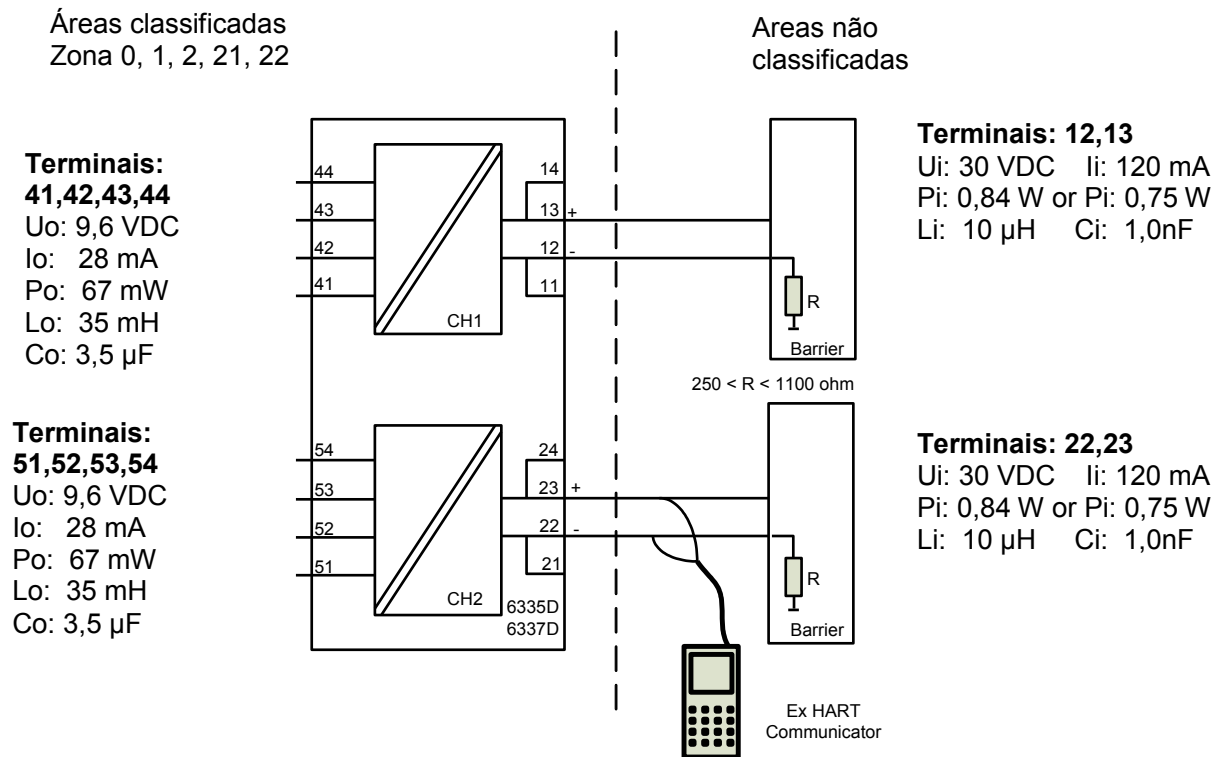 Áreas classificadas
Zona 0, 1, 2, 21, 22
Areas não
classificadas
Terminais:
41,42,43,44
Uo: 9,6 VDC
Io: 28 mA
Po: 67 mW
Lo: 35 mH
Co: 3,5 µF
44
43
42
41
CH1
14
13 +
12 -
11
R
Barrier
250 < R < 1100 ohm
Terminais: 12,13
Ui: 30 VDC Ii: 120 mA
Pi: 0,84 W or Pi: 0,75 W
Li: 10 µH Ci: 1,0nF
Terminais:
51,52,53,54
Uo: 9,6 VDC
Io: 28 mA
Po: 67 mW
Lo: 35 mH
Co: 3,5 µF
54
53
52
51
CH2
24
23 +
22 -
21
6335D
6337D
R
Barrier
Terminais: 22,23
Ui: 30 VDC Ii: 120 mA
Pi: 0,84 W or Pi: 0,75 W
Li: 10 µH Ci: 1,0nF
Ex HART
Communicator